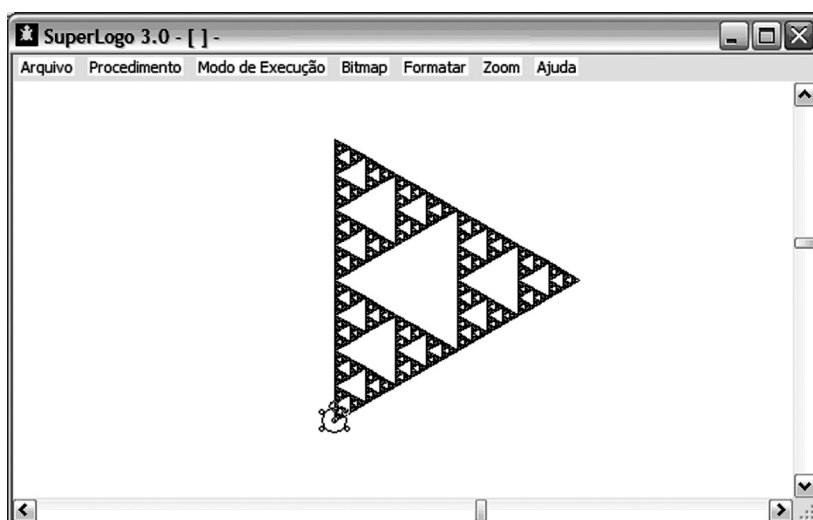 SuperLogo 3.0 - [ ] -
Arquivo Procedimento Modo de Execução Bitmap Formatar Zoom Ajuda